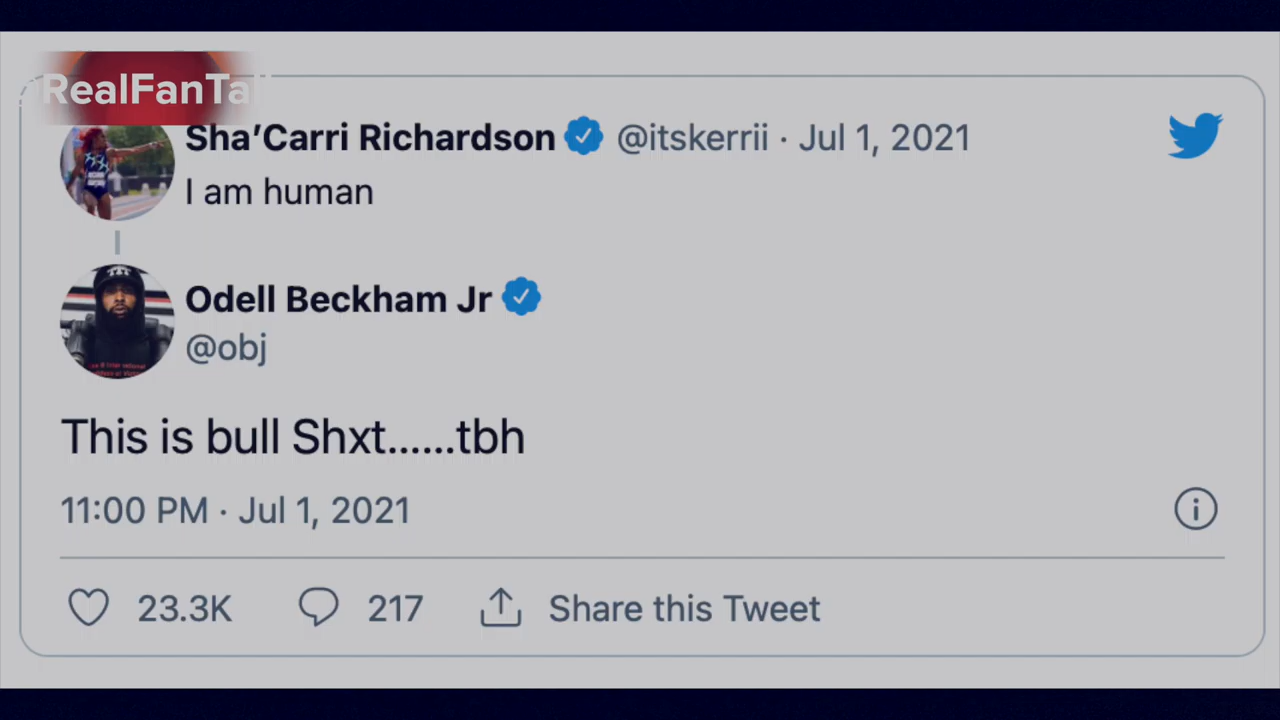 RealFanTa
Sha’Carri Richardson @itskerrii · Jul 1, 2021
I am human
Odell Beckham Jr
@obj
This is bull Shxt......tbh
11:00 PM · Jul 1, 2021
23.3K 217 Share this Tweet